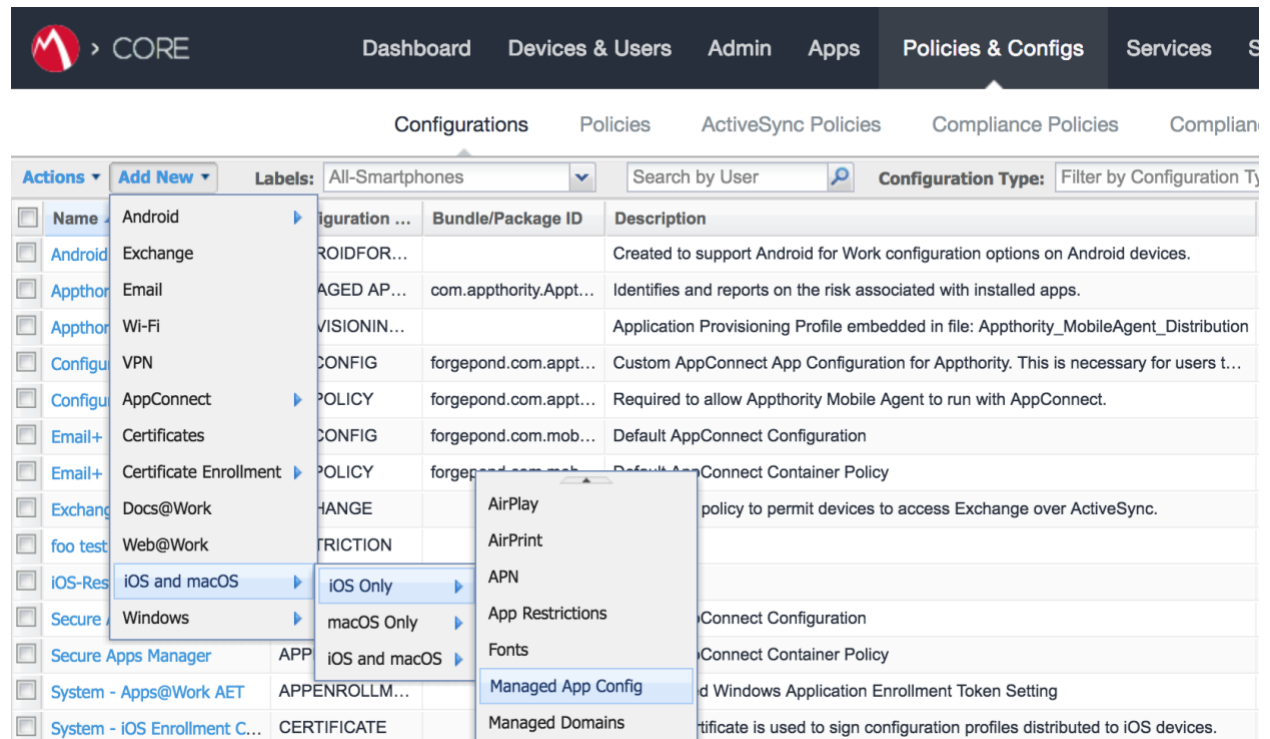 › CORE
Dashboard Devices & Users Admin Apps Policies & Configs Services S
Configurations Policies ActiveSync Policies Compliance Policies Complian
Actions Add New Labels: All-Smartphones Search by User Configuration Type: Filter by Configuration Ty
Name iguration ... Bundle/Package ID Description
Android ROIDFOR... Created to support Android for Work configuration options on Android devices.
Appthor AGED AP... com.appthority.Appt... Identifies and reports on the risk associated with installed apps.
Appthor VISIONIN... Application Provisioning Profile embedded in file: Appthority_MobileAgent_Distribution
Configu CONFIG forgepond.com.appt... Custom AppConnect App Configuration for Appthority. This is necessary for users t...
Configu POLICY forgepond.com.appt... Required to allow Appthority Mobile Agent to run with AppConnect.
Email+ CONFIG forgepond.com.mob... Default AppConnect Configuration
Email+ POLICY forgepond.com.mob... Default AppConnect Container Policy
Exchang HANGE policy to permit devices to access Exchange over ActiveSync.
foo test TRICTION
iOS-Res
Secure Connect Configuration
Secure Apps Manager APP Connect Container Policy
System - Apps@Work AET APPENROLLM... d Windows Application Enrollment Token Setting
System - iOS Enrollment C... CERTIFICATE tificate is used to sign configuration profiles distributed to iOS devices.
Android
Exchange
Email
Wi-Fi
VPN
AppConnect
Certificates
Certificate Enrollment
Docs@Work
Web@Work
iOS and macOS
Windows
iOS Only
macOS Only
iOS and macOS
AirPlay
AirPrint
APN
App Restrictions
Fonts
Managed App Config
Managed Domains